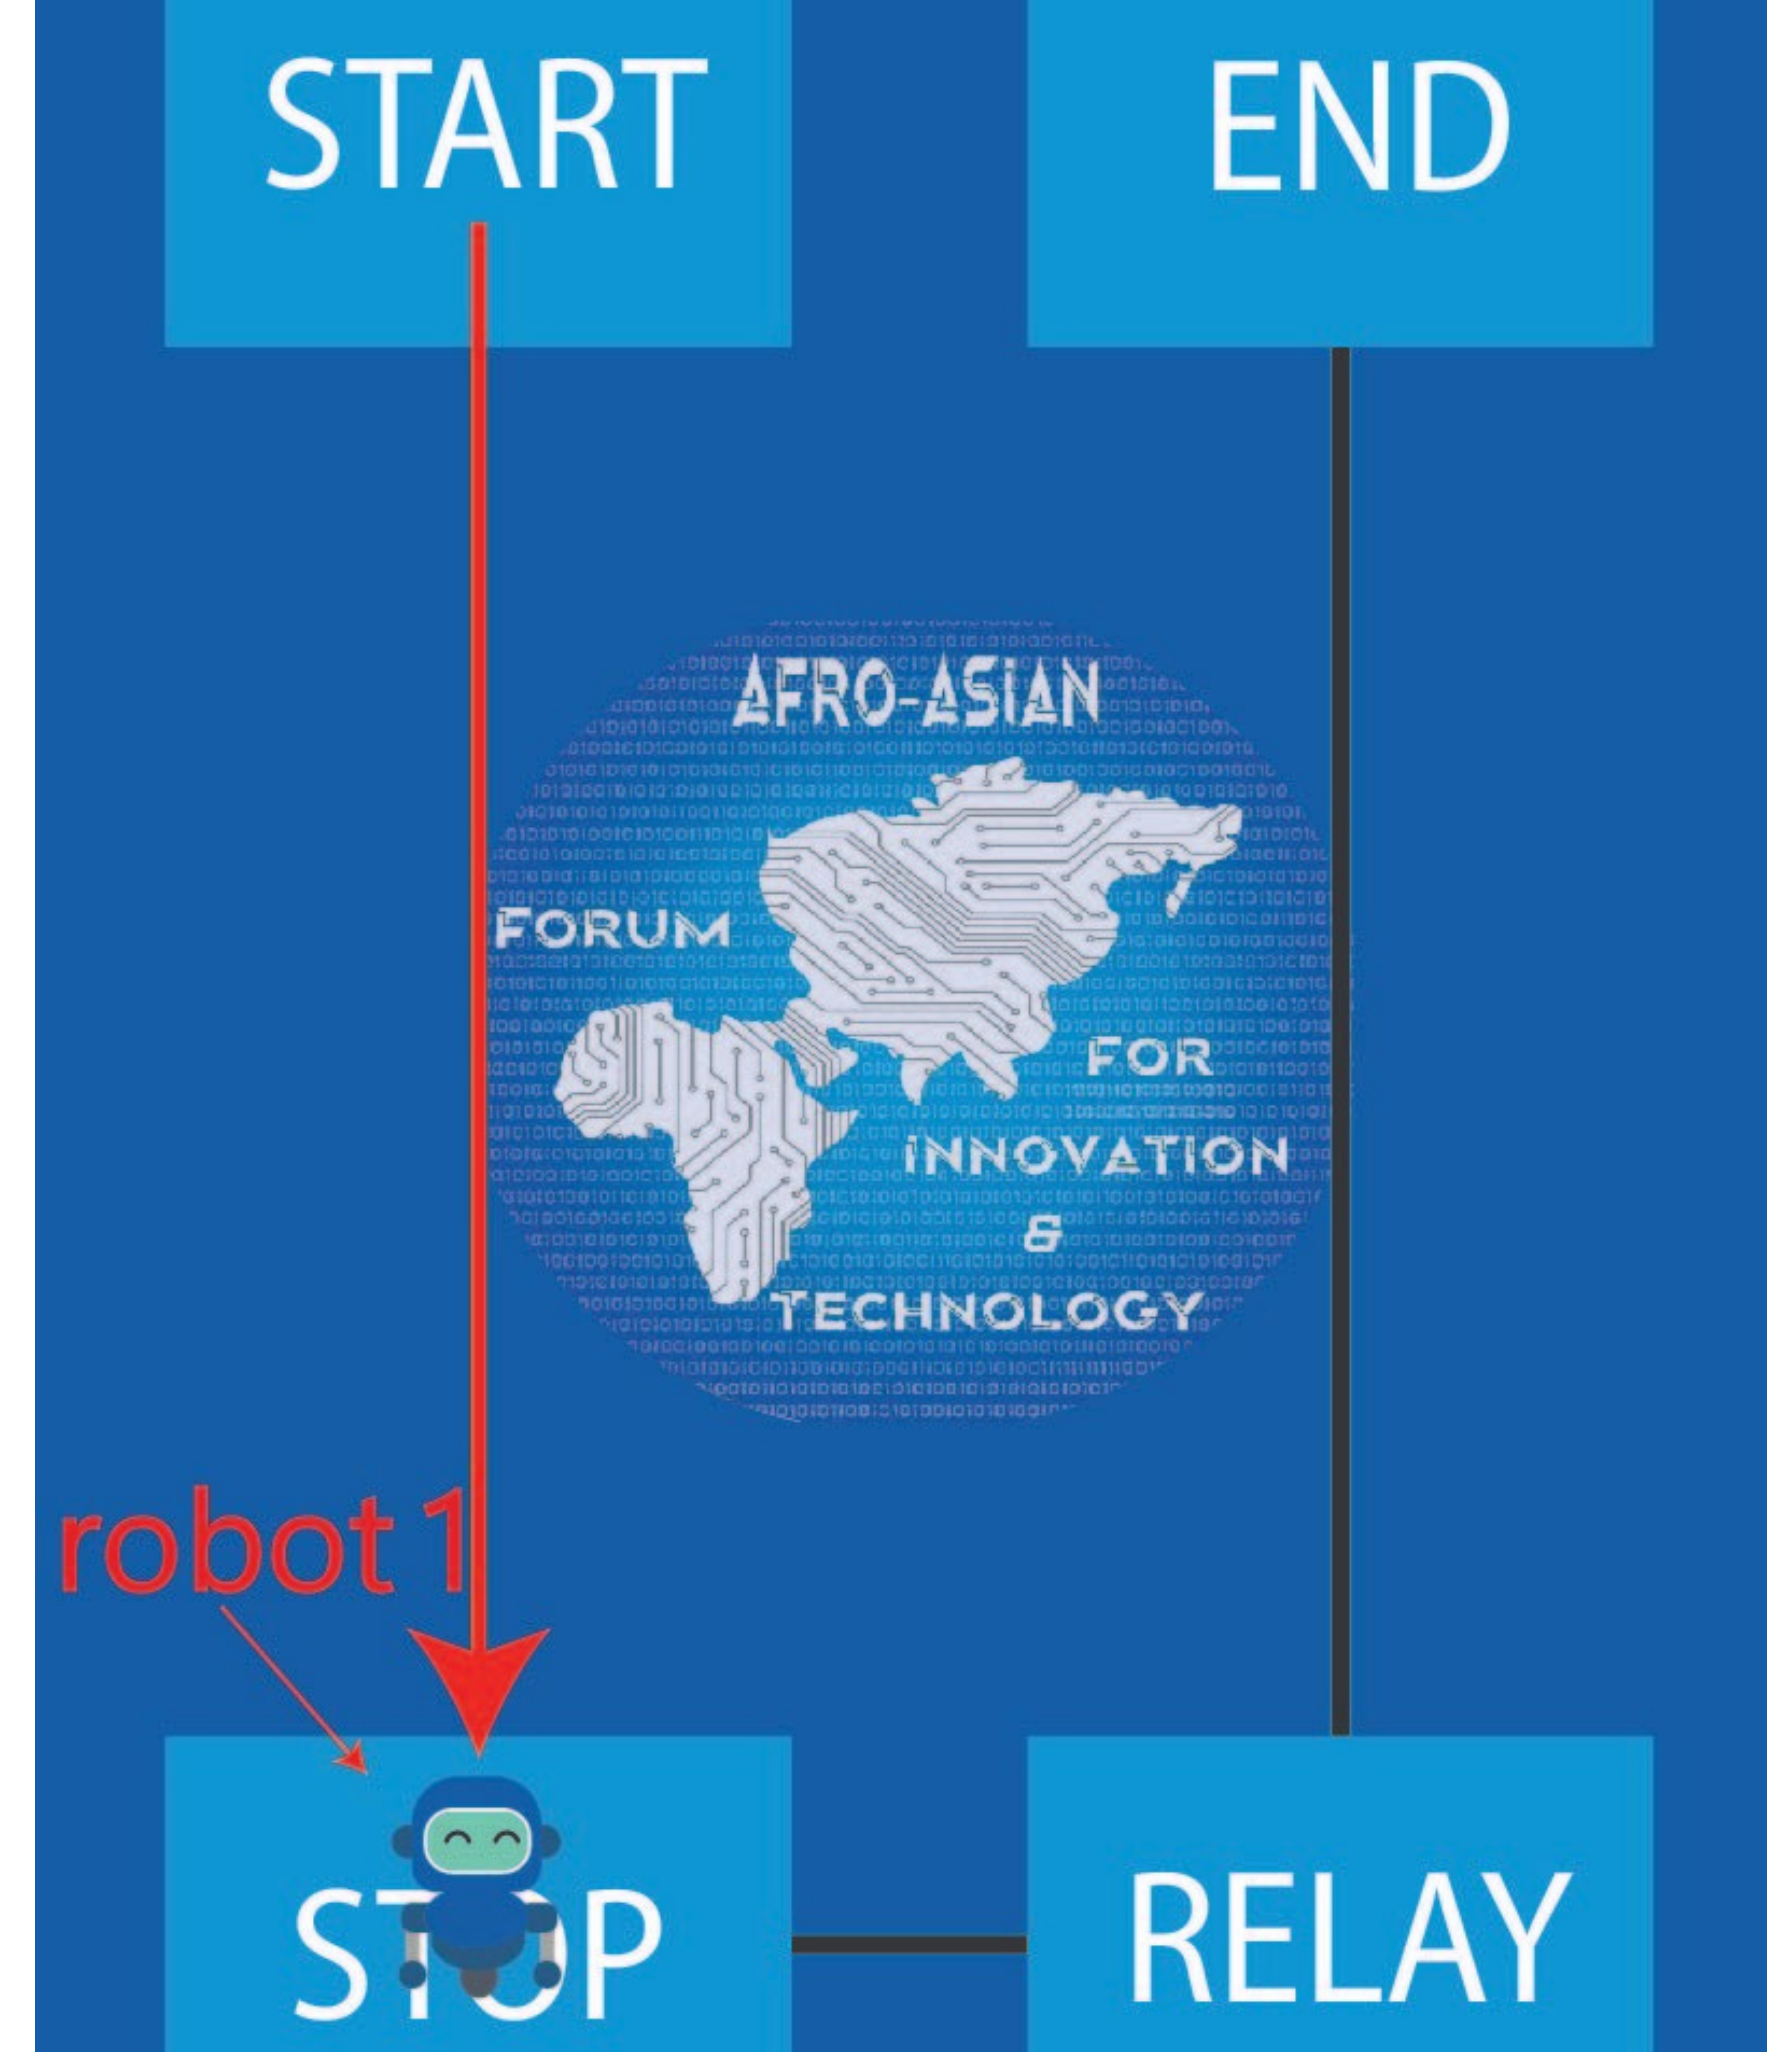 START
END
AFRO-ASIAN
FORUM
FOR
INNOVATION
&
TECHNOLOGY
robot 1
STOP
RELAY